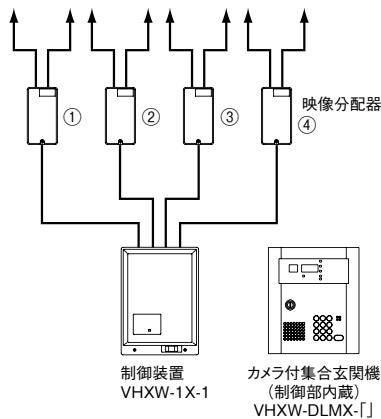 ①
②
③
映像分配器
④
制御装置
VHXW-1X-1
カメラ付集合玄関機
（制御部内蔵）
VHXW-DLMX-[]